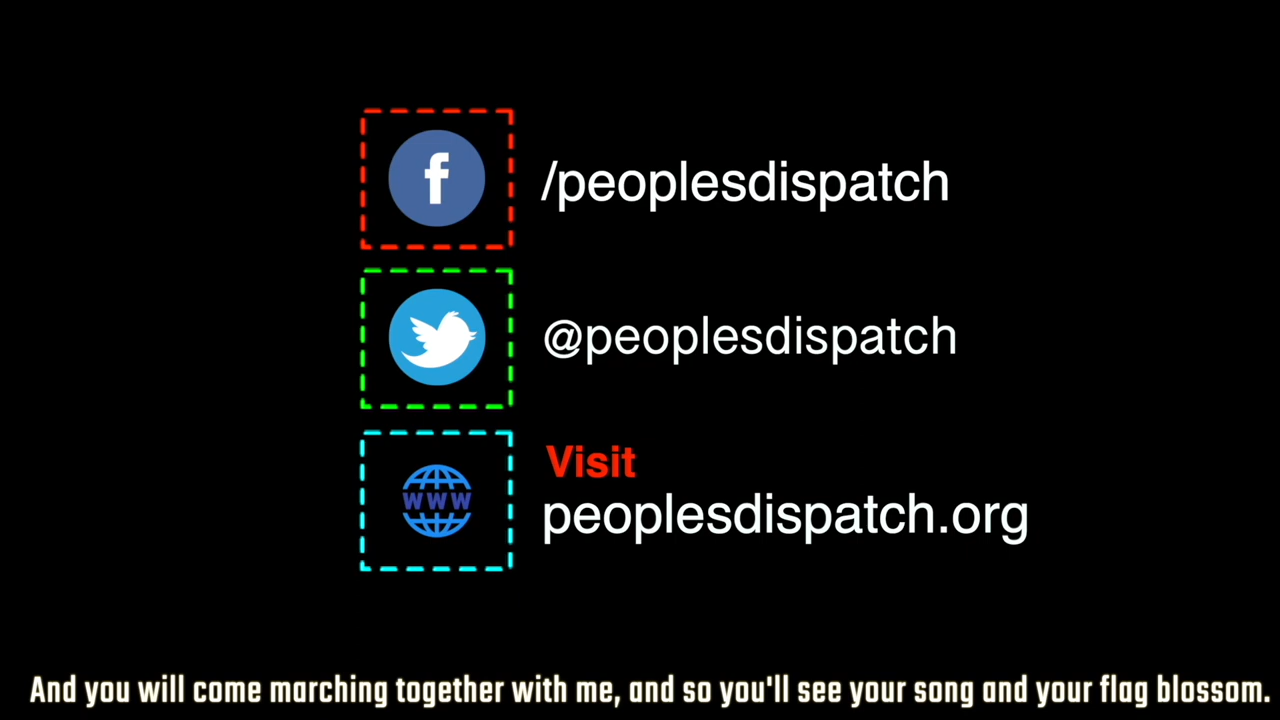 f
/peoplesdispatch
@peoplesdispatch
Visit
WWW
peoplesdispatch.org
And you will come marching together with me, and so you'll see your song and your flag blossom.